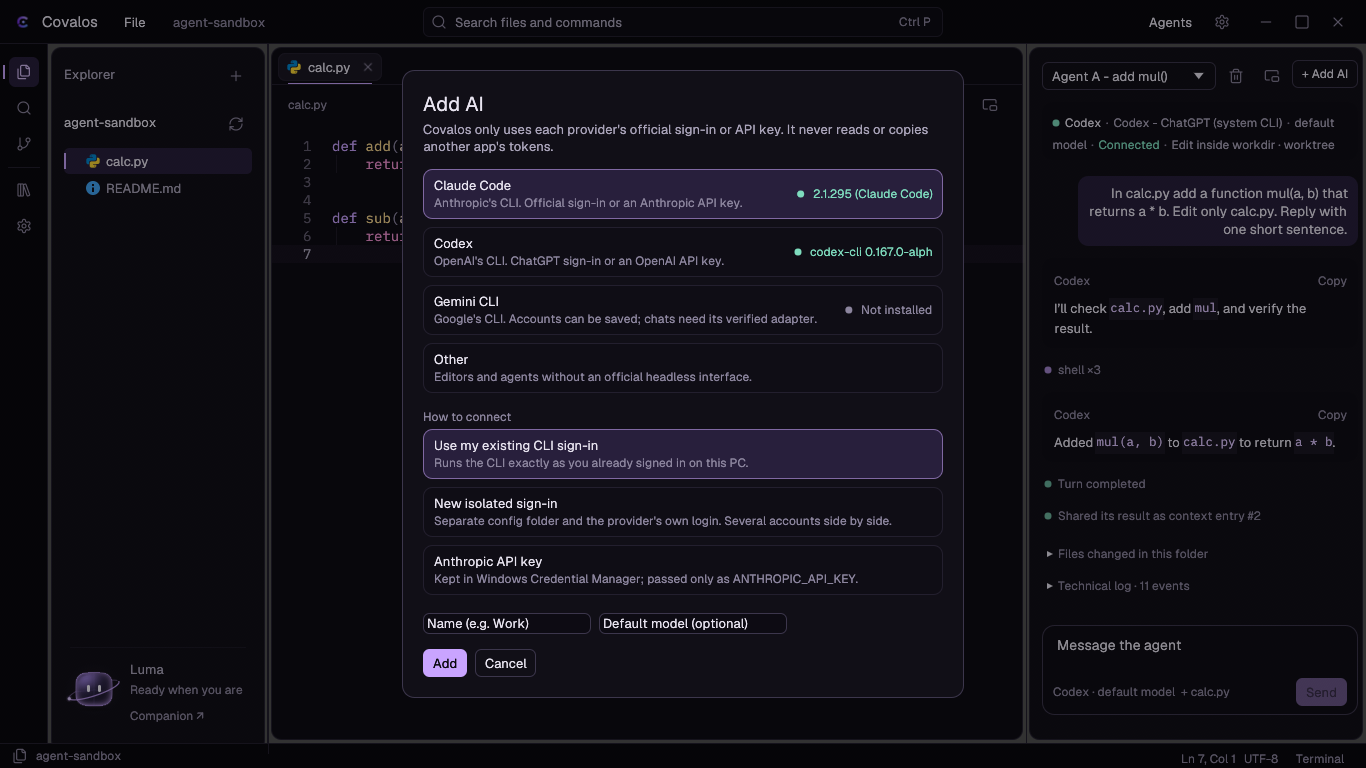 Covalos File agent-sandbox Search files and commands Ctrl P Agents
Explorer
agent-sandbox
calc.py
README.md
Luma
Ready when you are
Companion ↗
calc.py
calc.py
1 def add(a
2 retur
3
4
5 def sub(a
6 retur
7
Add AI
Covalos only uses each provider's official sign-in or API key. It never reads or copies
another app's tokens.
Claude Code
Anthropic's CLI. Official sign-in or an Anthropic API key.
2.1.295 (Claude Code)
Codex
OpenAI's CLI. ChatGPT sign-in or an OpenAI API key.
codex-cli 0.167.0-alph
Gemini CLI
Google's CLI. Accounts can be saved; chats need its verified adapter.
Not installed
Other
Editors and agents without an official headless interface.
How to connect
Use my existing CLI sign-in
Runs the CLI exactly as you already signed in on this PC.
New isolated sign-in
Separate config folder and the provider's own login. Several accounts side by side.
Anthropic API key
Kept in Windows Credential Manager; passed only as ANTHROPIC_API_KEY.
Name (e.g. Work) Default model (optional)
Add Cancel
Agent A - add mul() + Add AI
Codex · Codex - ChatGPT (system CLI) · default
model · Connected · Edit inside workdir · worktree
In calc.py add a function mul(a, b) that
returns a * b. Edit only calc.py. Reply with
one short sentence.
Codex Copy
I'll check calc.py, add mul, and verify the
result.
shell ×3
Codex Copy
Added mul(a, b) to calc.py to return a * b.
Turn completed
Shared its result as context entry #2
Files changed in this folder
Technical log · 11 events
Message the agent
Codex · default model + calc.py Send
agent-sandbox Ln 7, Col 1 UTF-8 Terminal